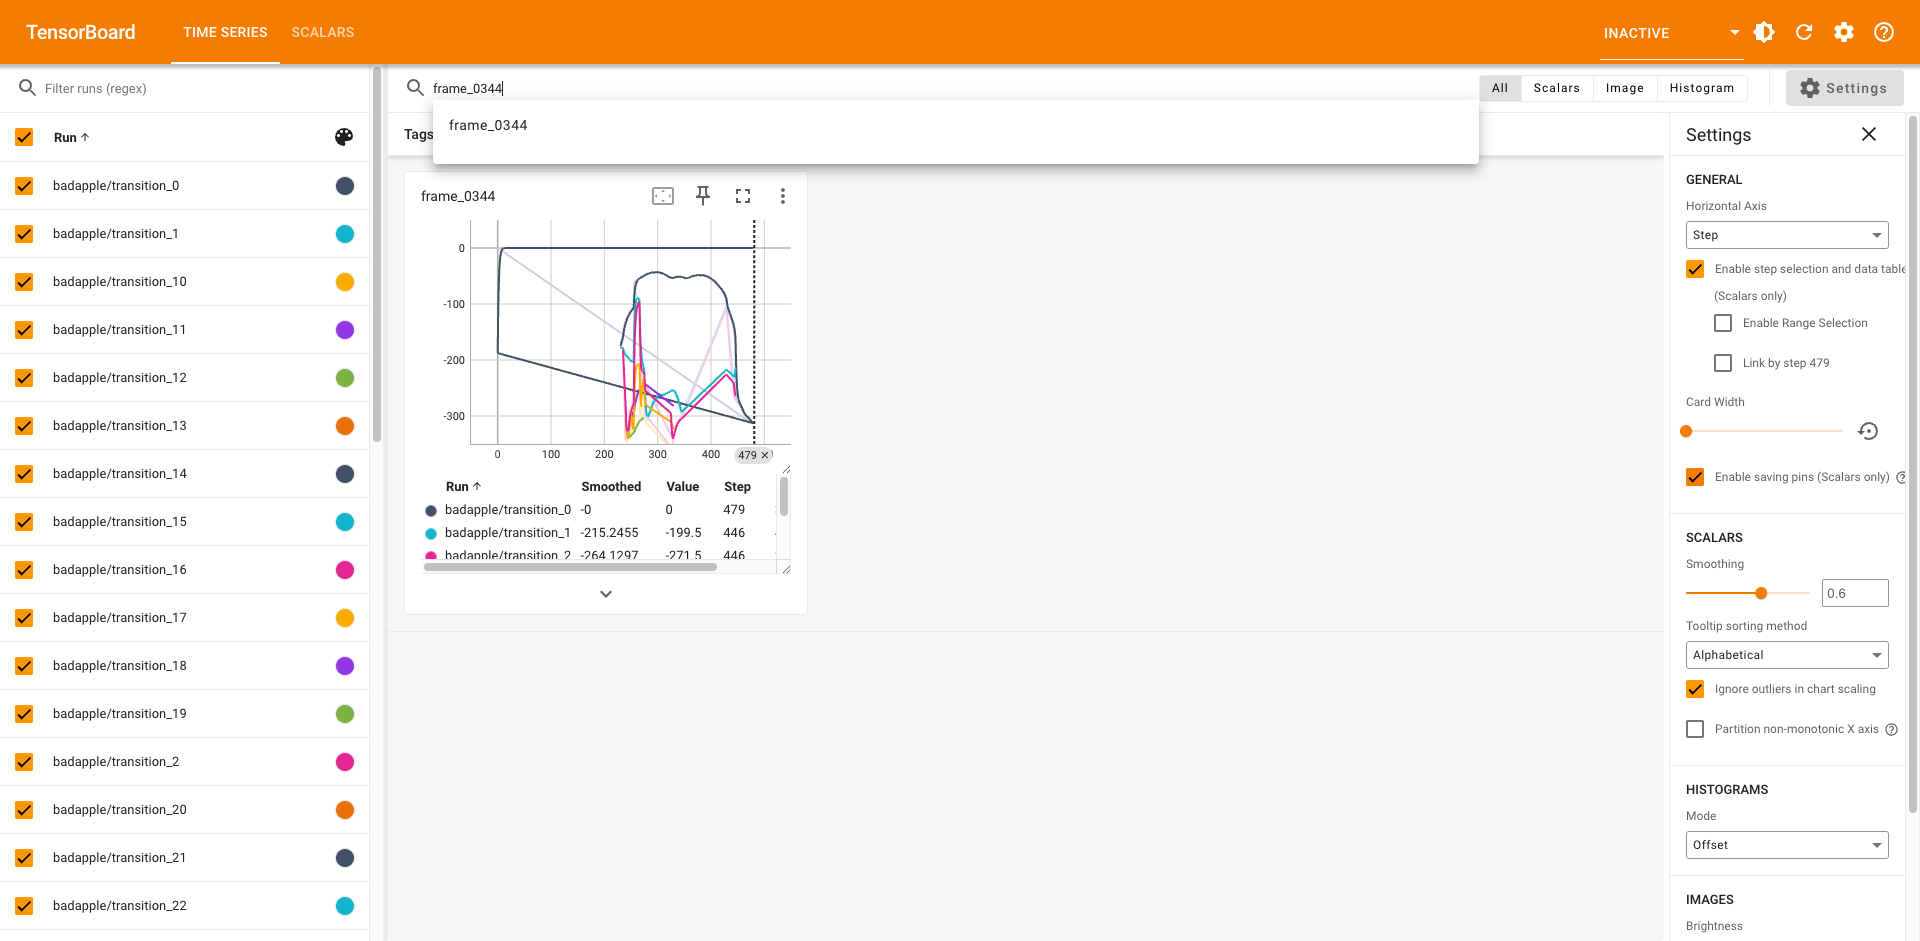 TensorBoard
TIME SERIES
SCALARS
INACTIVE
Filter runs (regex)
Run
badapple/transition_0
badapple/transition_1
badapple/transition_10
badapple/transition_11
badapple/transition_12
badapple/transition_13
badapple/transition_14
badapple/transition_15
badapple/transition_16
badapple/transition_17
badapple/transition_18
badapple/transition_19
badapple/transition_2
badapple/transition_20
badapple/transition_21
badapple/transition_22
frame_0344
All Scalars Image Histogram
Settings
frame_0344
Tags
frame_0344
0
-100
-200
-300
0 100 200 300 400 479
Run Smoothed Value Step
badapple/transition_0 -0 0 479
badapple/transition_1 -215.2455 -199.5 446
badapple/transition_2 -264.1297 -271.5 446
Settings
GENERAL
Horizontal Axis
Step
Enable step selection and data table
(Scalars only)
Enable Range Selection
Link by step 479
Card Width
Enable saving pins (Scalars only)
SCALARS
Smoothing
0.6
Tooltip sorting method
Alphabetical
Ignore outliers in chart scaling
Partition non-monotonic X axis
HISTOGRAMS
Mode
Offset
IMAGES
Brightness